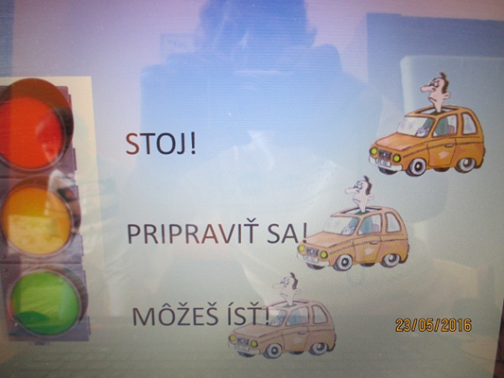 STOJ!
PRIPRAVIŤ SA!
MÔŽEŠ ÍSŤ!
23/05/2016